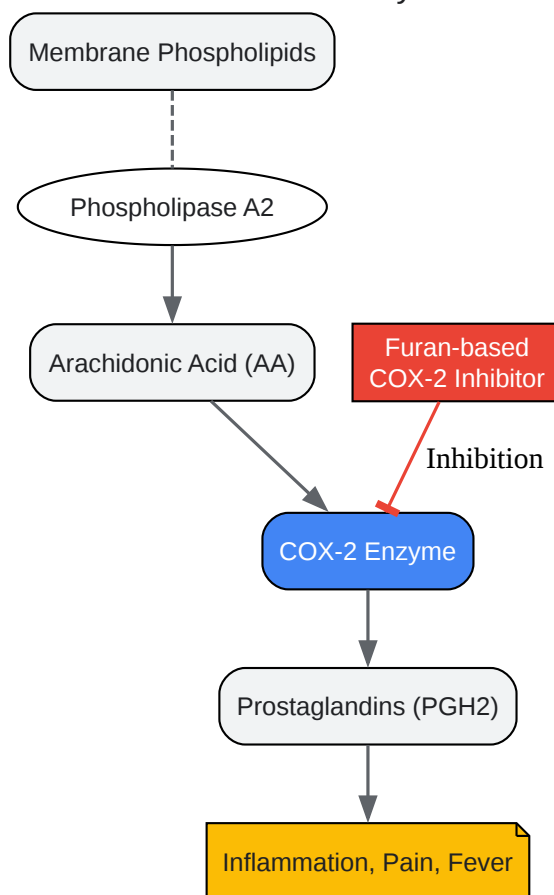 Membrane Phospholipids
Phospholipase A2
Arachidonic Acid (AA)
Furan-based
COX-2 Inhibitor
Inhibition
COX-2 Enzyme
Prostaglandins (PGH2)
Inflammation, Pain, Fever